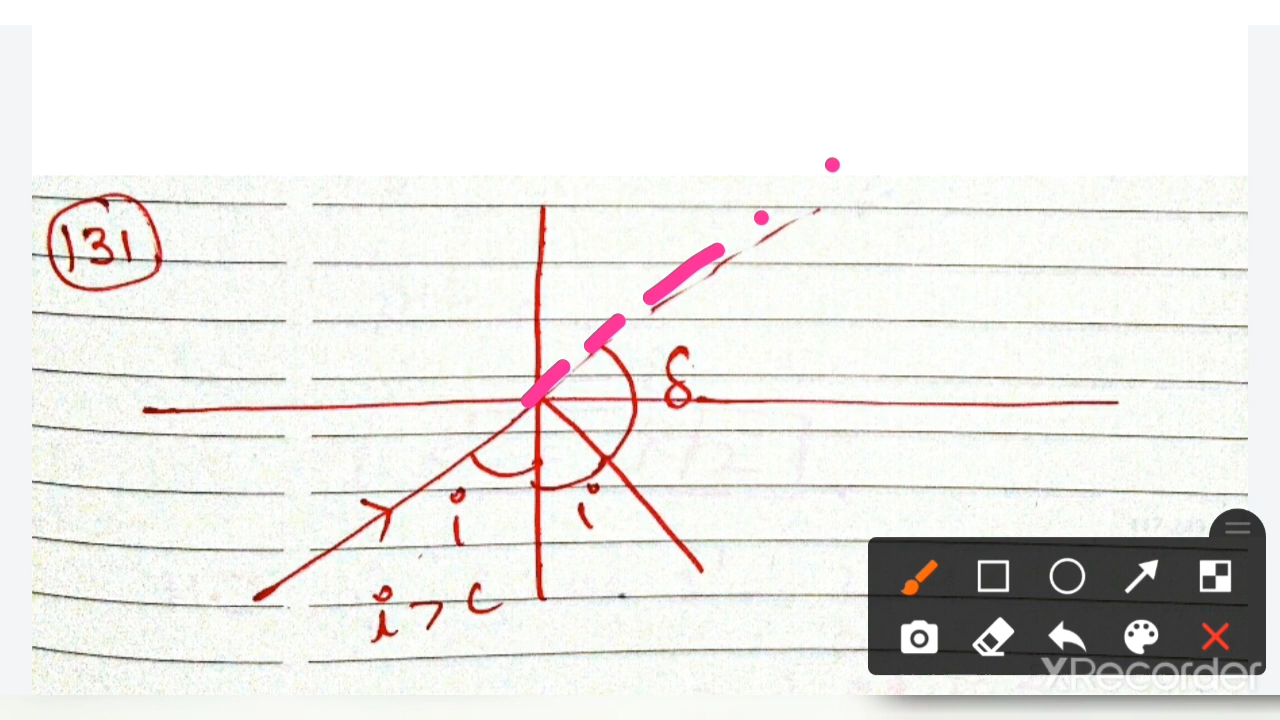 131
δ
i
i
i > c
XRecorder